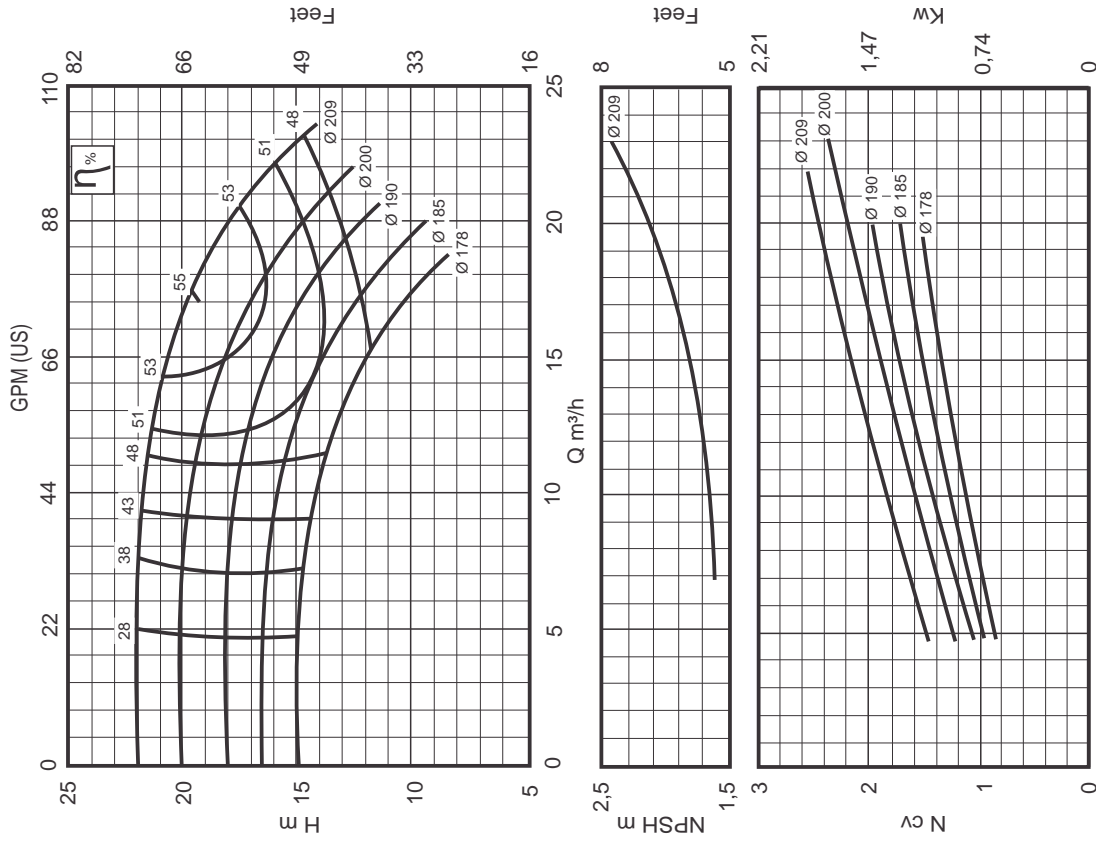 GPM (US)
0 22 44 66 88 110
η %
H m
25
20
15
10
5
Feet
82
66
49
33
16
28
38
43
48
51
53
55
53
51
48
Ø 209
Ø 200
Ø 190
Ø 185
Ø 178
0 5 10 15 20 25
Q m³/h
NPSH m
2,5
1,5
Feet
8
5
Ø 209
N cv
3
2
1
0
Kw
2,21
1,47
0,74
0
Ø 209
Ø 200
Ø 190
Ø 185
Ø 178